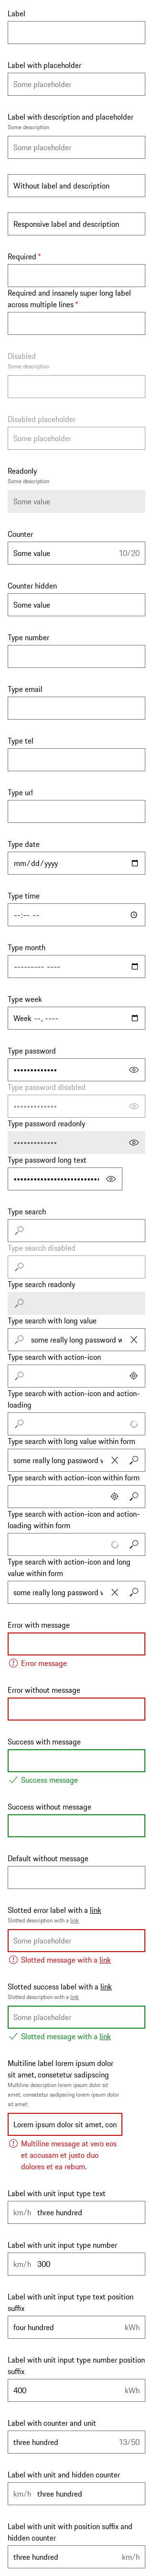 Label
Label with placeholder
Some placeholder
Label with description and placeholder
Some description
Some placeholder
Without label and description
Responsive label and description
Required *
Required and insanely super long label
across multiple lines *
Disabled
Some description
Disabled placeholder
Some placeholder
Readonly
Some description
Some value
Counter
Some value 10/20
Counter hidden
Some value
Type number
Type email
Type tel
Type url
Type date
mm/dd/yyyy
Type time
--:-- --
Type month
--------- ----
Type week
Week --, ----
Type password
•••••••••••••
Type password disabled
•••••••••••••
Type password readonly
•••••••••••••
Type password long text
••••••••••••••••••••••••••
Type search
Type search disabled
Type search readonly
Type search with long value
some really long password w
Type search with action-icon
Type search with action-icon and action-
loading
Type search with long value within form
some really long password v
Type search with action-icon within form
Type search with action-icon and action-
loading within form
Type search with action-icon and long
value within form
some really long password v
Error with message
Error message
Error without message
Success with message
Success message
Success without message
Default without message
Slotted error label with a link
Slotted description with a link
Some placeholder
Slotted message with a link
Slotted success label with a link
Slotted description with a link
Some placeholder
Slotted message with a link
Multiline label lorem ipsum dolor
sit amet, consetetur sadipscing
Multiline description lorem ipsum dolor sit
amet, consetetur sadipscing lorem ipsum dolor
sit amet
Lorem ipsum dolor sit amet, con
Multiline message at vero eos
et accusam et justo duo
dolores et ea rebum.
Label with unit input type text
km/h three hundred
Label with unit input type number
km/h 300
Label with unit input type text position
suffix
four hundred kWh
Label with unit input type number position
suffix
400 kWh
Label with counter and unit
three hundred 13/50
Label with unit and hidden counter
km/h three hundred
Label with unit with position suffix and
hidden counter
three hundred km/h